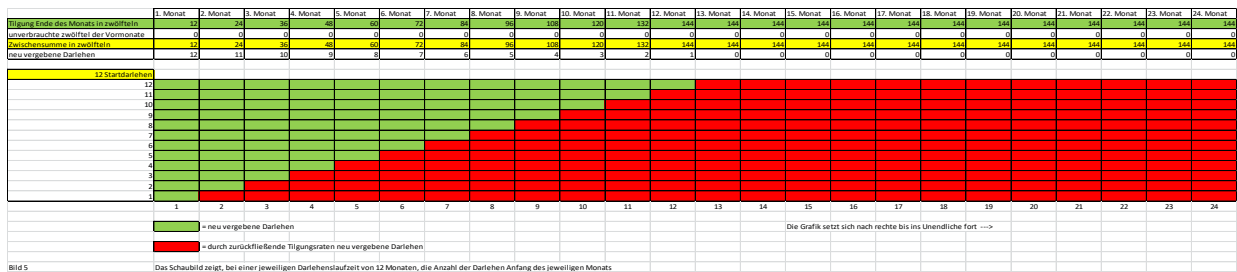 1. Monat 2. Monat 3. Monat 4. Monat 5. Monat 6. Monat 7. Monat 8. Monat 9. Monat 10. Monat 11. Monat 12. Monat 13. Monat 14. Monat 15. Monat 16. Monat 17. Monat 18. Monat 19. Monat 20. Monat 21. Monat 22. Monat 23. Monat 24. Monat
Tilgung Ende des Monats in zwölfteln 12 24 36 48 60 72 84 96 108 120 132 144 144 144 144 144 144 144 144 144 144 144 144 144
unverbrauchte zwölftel der Vormonate 0 0 0 0 0 0 0 0 0 0 0 0 0 0 0 0 0 0 0 0 0 0 0 0
Zwischensumme in zwölfteln 12 24 36 48 60 72 84 96 108 120 132 144 144 144 144 144 144 144 144 144 144 144 144 144
neu vergebene Darlehen 12 11 10 9 8 7 6 5 4 3 2 1 0 0 0 0 0 0 0 0 0 0 0 0
12 Startdarlehen
12
11
10
9
8
7
6
5
4
3
2
1
1 2 3 4 5 6 7 8 9 10 11 12 13 14 15 16 17 18 19 20 21 22 23 24
= neu vergebene Darlehen Die Grafik setzt sich nach rechte bis ins Unendliche fort --->
= durch zurückfließende Tilgungsraten neu vergebene Darlehen
Bild 5 Das Schaubild zeigt, bei einer jeweiligen Darlehenslaufzeit von 12 Monaten, die Anzahl der Darlehen Anfang des jeweiligen Monats